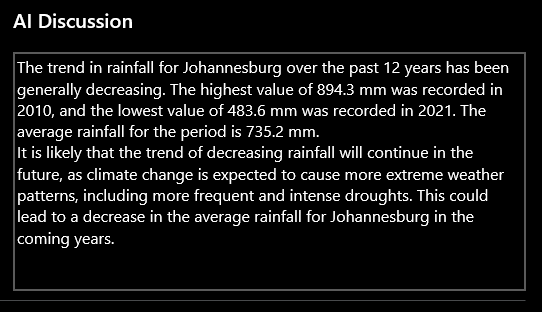 AI Discussion
The trend in rainfall for Johannesburg over the past 12 years has been
generally decreasing. The highest value of 894.3 mm was recorded in
2010, and the lowest value of 483.6 mm was recorded in 2021. The
average rainfall for the period is 735.2 mm.
It is likely that the trend of decreasing rainfall will continue in the
future, as climate change is expected to cause more extreme weather
patterns, including more frequent and intense droughts. This could
lead to a decrease in the average rainfall for Johannesburg in the
coming years.